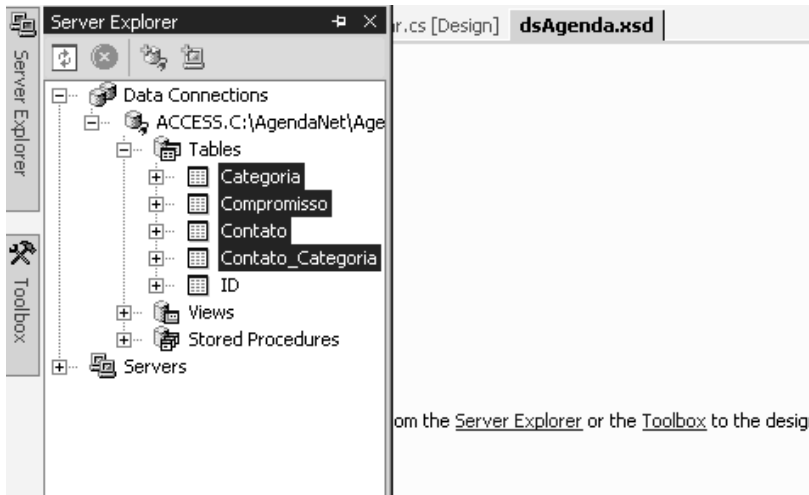 Server Explorer
r.cs [Design] dsAgenda.xsd
Server Explorer
Data Connections
ACCESS.C:\AgendaNet\Age
Tables
Categoria
Compromisso
Contato
Contato_Categoria
ID
Toolbox
Views
Stored Procedures
Servers
om the Server Explorer or the Toolbox to the desig